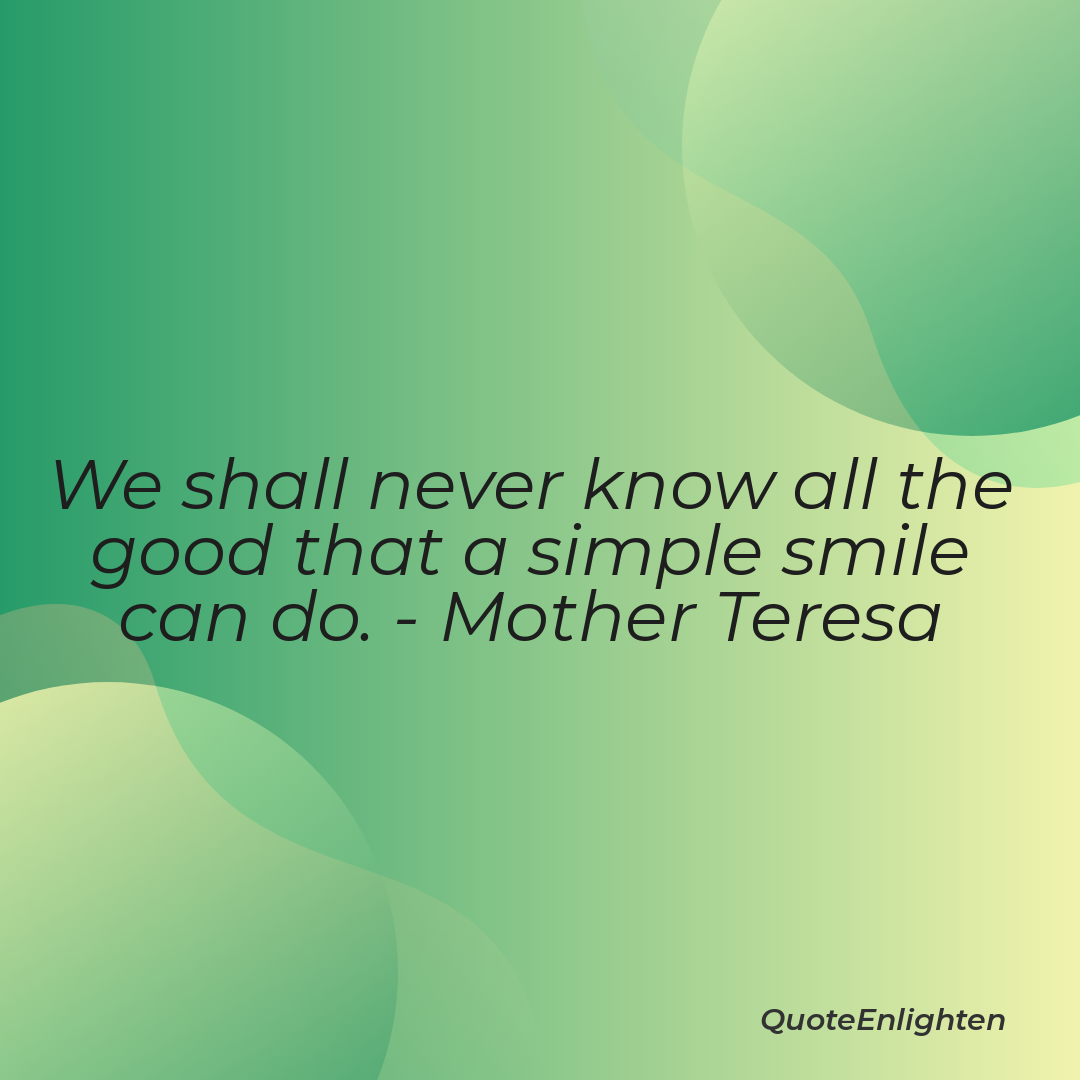 We shall never know all the
good that a simple smile
can do. - Mother Teresa
QuoteEnlighten